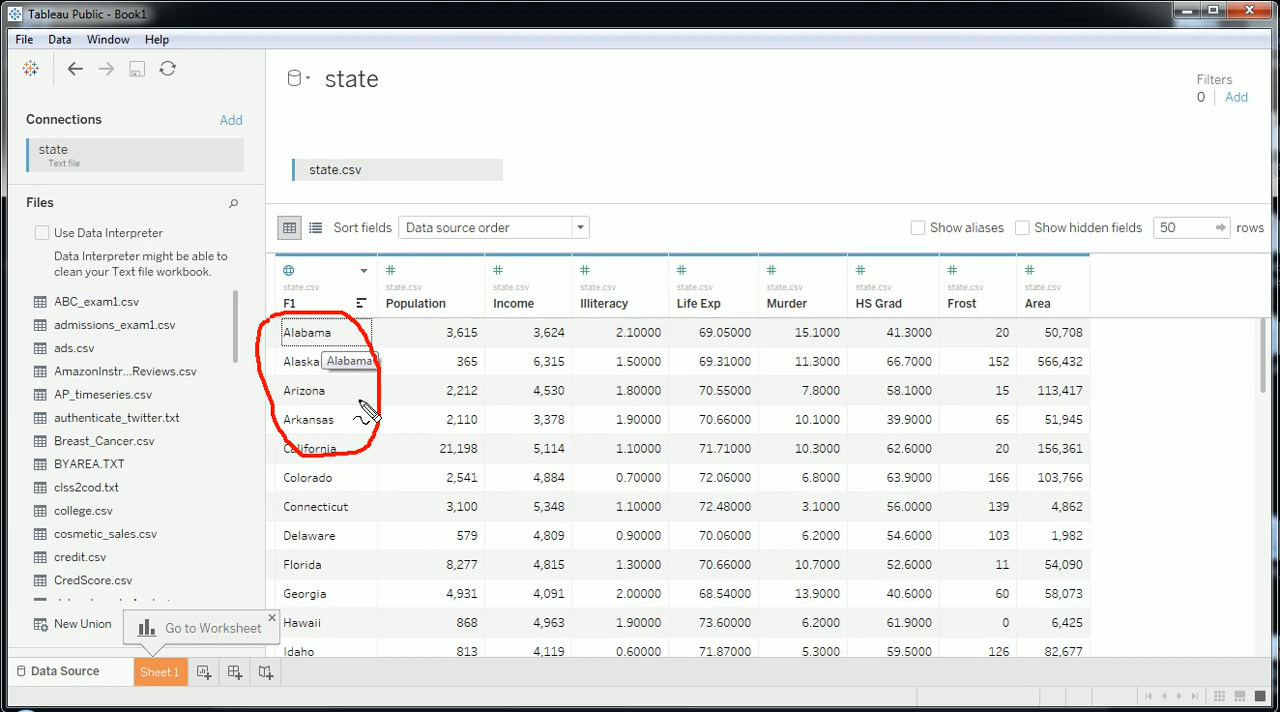 Tableau Public - Book1
File Data Window Help
Connections Add
state
Text file
Files
Use Data Interpreter
Data Interpreter might be able to
clean your Text file workbook.
ABC_exam1.csv
admissions_exam1.csv
ads.csv
AmazonInstr...Reviews.csv
AP_timeseries.csv
authenticate_twitter.txt
Breast_Cancer.csv
BYAREA.TXT
clss2cod.txt
college.csv
cosmetic_sales.csv
credit.csv
CredScore.csv
New Union
Go to Worksheet
state
Filters
0 Add
state.csv
Sort fields Data source order Show aliases Show hidden fields 50 rows
state.csv state.csv state.csv state.csv state.csv state.csv state.csv state.csv
F1 Population Income Illiteracy Life Exp Murder HS Grad Frost Area
Alabama 3,615 3,624 2.10000 69.05000 15.1000 41.3000 20 50,708
Alaska Alabama 365 6,315 1.50000 69.31000 11.3000 66.7000 152 566,432
Arizona 2,212 4,530 1.80000 70.55000 7.8000 58.1000 15 113,417
Arkansas 2,110 3,378 1.90000 70.66000 10.1000 39.9000 65 51,945
California 21,198 5,114 1.10000 71.71000 10.3000 62.6000 20 156,361
Colorado 2,541 4,884 0.70000 72.06000 6.8000 63.9000 166 103,766
Connecticut 3,100 5,348 1.10000 72.48000 3.1000 56.0000 139 4,862
Delaware 579 4,809 0.90000 70.06000 6.2000 54.6000 103 1,982
Florida 8,277 4,815 1.30000 70.66000 10.7000 52.6000 11 54,090
Georgia 4,931 4,091 2.00000 68.54000 13.9000 40.6000 60 58,073
Hawaii 868 4,963 1.90000 73.60000 6.2000 61.9000 0 6,425
Idaho 813 4,119 0.60000 71.87000 5.3000 59.5000 126 82,677
Data Source Sheet 1